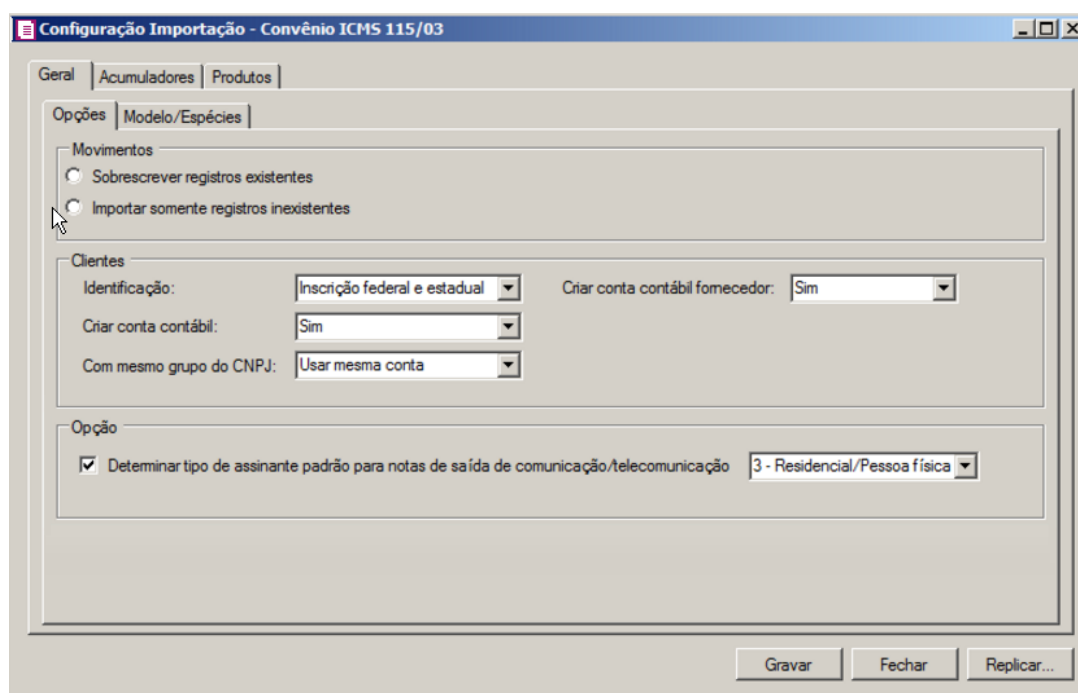 Configuração Importação - Convênio ICMS 115/03
Geral Acumuladores Produtos
Opções Modelo/Espécies
Movimentos
Sobrescrever registros existentes
Importar somente registros inexistentes
Clientes
Identificação: Inscrição federal e estadual Criar conta contábil fornecedor: Sim
Criar conta contábil: Sim
Com mesmo grupo do CNPJ: Usar mesma conta
Opção
Determinar tipo de assinante padrão para notas de saída de comunicação/telecomunicação 3 - Residencial/Pessoa física
Gravar Fechar Replicar...